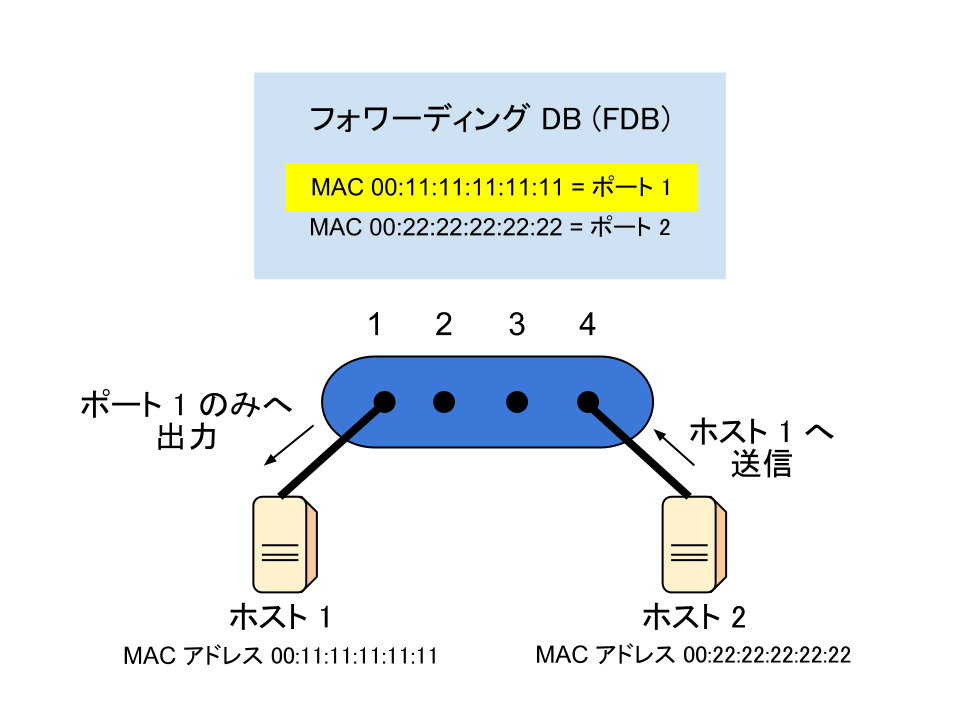 フォワーディング DB (FDB)
MAC 00:11:11:11:11:11 = ポート 1
MAC 00:22:22:22:22:22 = ポート 2
1 2 3 4
ポート 1 のみへ
出力
ホスト 1 へ
送信
ホスト 1
MAC アドレス 00:11:11:11:11:11
ホスト 2
MAC アドレス 00:22:22:22:22:22